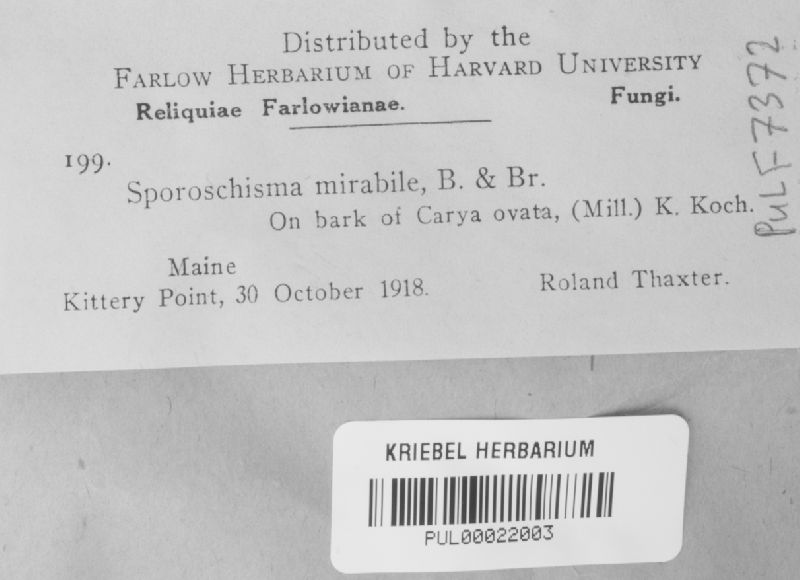 Distributed by the
FARLOW HERBARIUM OF HARVARD UNIVERSITY
Reliquiae Farlowianae. Fungi.
199.
Sporoschisma mirabile, B. & Br.
On bark of Carya ovata, (Mill.) K. Koch.
Maine
Kittery Point, 30 October 1918. Roland Thaxter.
PUL F7372
KRIEBEL HERBARIUM
PUL00022003